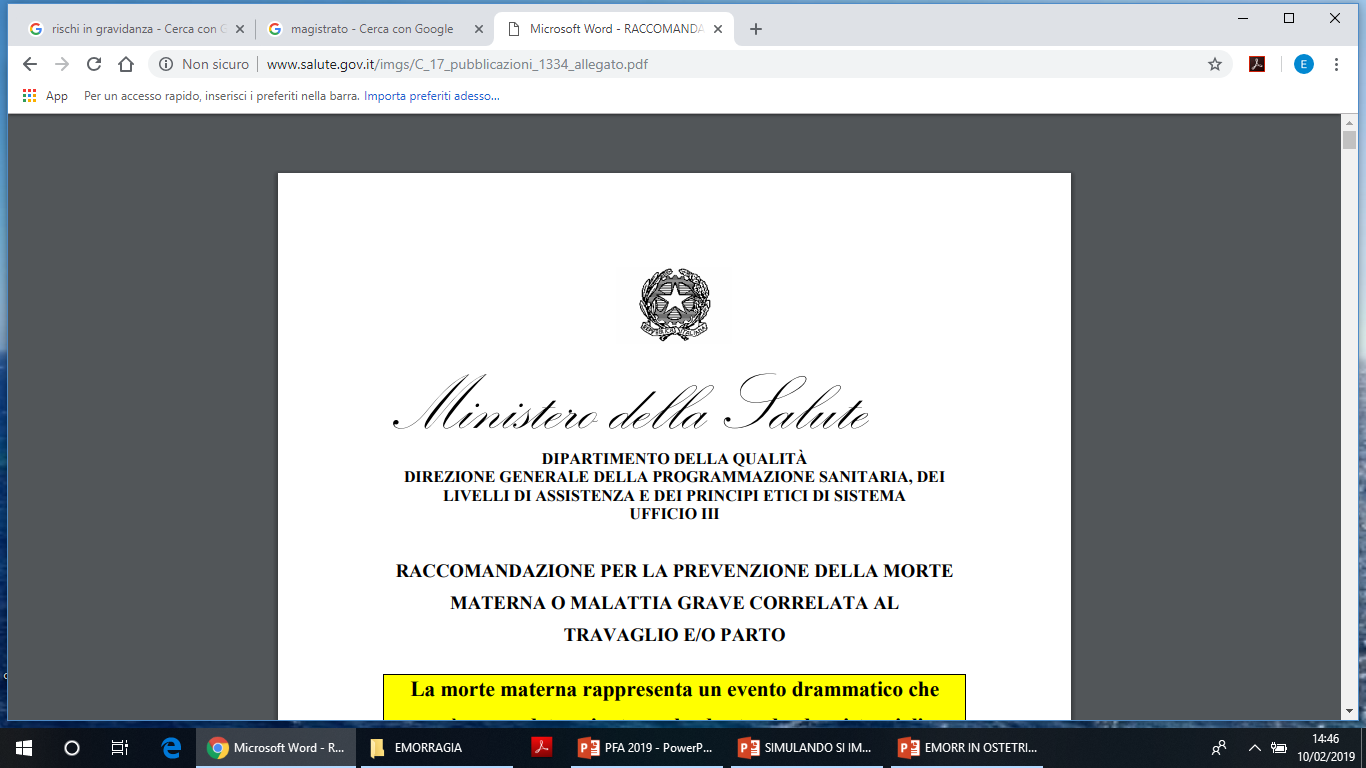 rischi in gravidanza - Cerca con G
magistrato - Cerca con Google
Microsoft Word - RACCOMANDA
Non sicuro
www.salute.gov.it/imgs/C_17_pubblicazioni_1334_allegato.pdf
E
App
Per un accesso rapido, inserisci i preferiti nella barra. Importa preferiti adesso...
Ministero della Salute
DIPARTIMENTO DELLA QUALITÀ
DIREZIONE GENERALE DELLA PROGRAMMAZIONE SANITARIA, DEI
LIVELLI DI ASSISTENZA E DEI PRINCIPI ETICI DI SISTEMA
UFFICIO III
RACCOMANDAZIONE PER LA PREVENZIONE DELLA MORTE
MATERNA O MALATTIA GRAVE CORRELATA AL
TRAVAGLIO E/O PARTO
La morte materna rappresenta un evento drammatico che
Microsoft Word - R...
EMORRAGIA
PFA 2019 - PowerP...
SIMULANDO SI IM...
EMORR IN OSTETRI...
14:46
10/02/2019